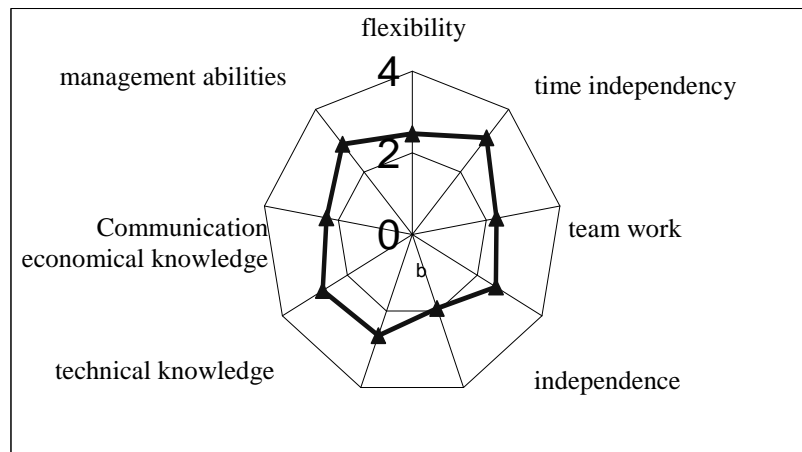 flexibility
4
management abilities
time independency
2
Communication
economical knowledge
0
team work
b
technical knowledge
independence